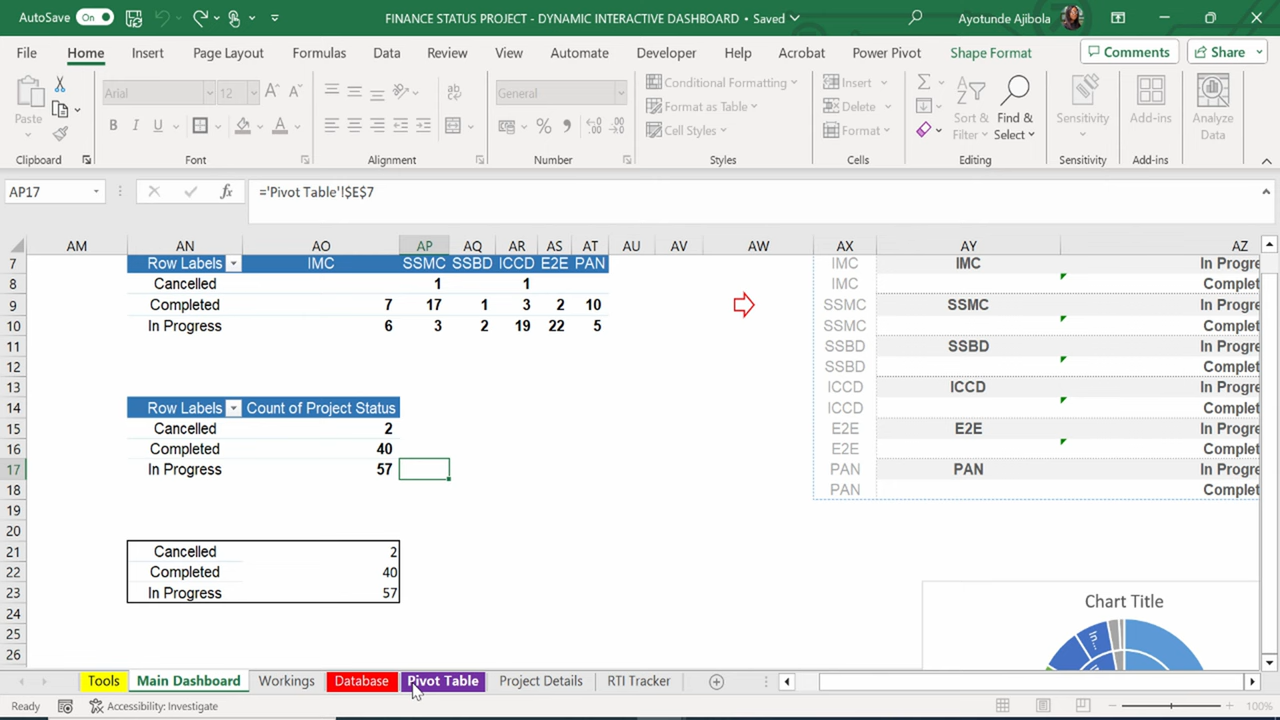 AutoSave On FINANCE STATUS PROJECT - DYNAMIC INTERACTIVE DASHBOARD • Saved Ayotunde Ajibola
File Home Insert Page Layout Formulas Data Review View Automate Developer Help Acrobat Power Pivot Shape Format Comments Share
Arial 12 General Conditional Formatting Insert
Paste Format as Table Delete Sort & Find & Sensitivity Add-ins Analyze
Cell Styles Format Filter Select Data
Clipboard Font Alignment Number Styles Cells Editing Sensitivity Add-ins
AP17 ='Pivot Table'!$E$7
AM AN AO AP AQ AR AS AT AU AV AW AX AY AZ
7 Row Labels IMC SSMC SSBD ICCD E2E PAN IMC IMC In Progre
8 Cancelled 1 1 IMC Complet
9 Completed 7 17 1 3 2 10 SSMC SSMC In Progre
10 In Progress 6 3 2 19 22 5 SSMC Complet
11 SSBD SSBD In Progre
12 SSBD Complet
13 ICCD ICCD In Progre
14 Row Labels Count of Project Status ICCD Complet
15 Cancelled 2 E2E E2E In Progre
16 Completed 40 E2E Complet
17 In Progress 57 PAN PAN In Progre
18 PAN Complet
19
20
21 Cancelled 2
22 Completed 40
23 In Progress 57
24 Chart Title
25
26 In...
Tools Main Dashboard Workings Database Pivot Table Project Details RTI Tracker
Ready Accessibility: Investigate 100%